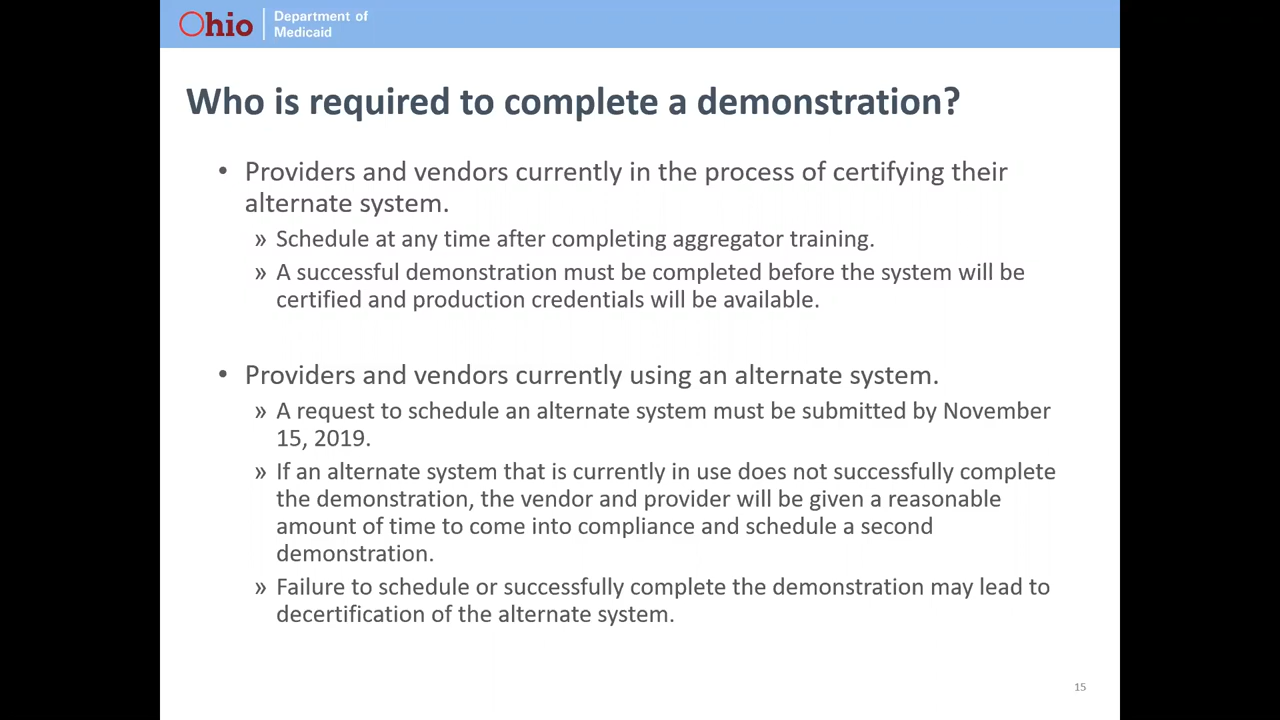 Ohio
Department of
Medicaid
Who is required to complete a demonstration?
• Providers and vendors currently in the process of certifying their
alternate system.
» Schedule at any time after completing aggregator training.
» A successful demonstration must be completed before the system will be
certified and production credentials will be available.
• Providers and vendors currently using an alternate system.
» A request to schedule an alternate system must be submitted by November
15, 2019.
» If an alternate system that is currently in use does not successfully complete
the demonstration, the vendor and provider will be given a reasonable
amount of time to come into compliance and schedule a second
demonstration.
» Failure to schedule or successfully complete the demonstration may lead to
decertification of the alternate system.
15